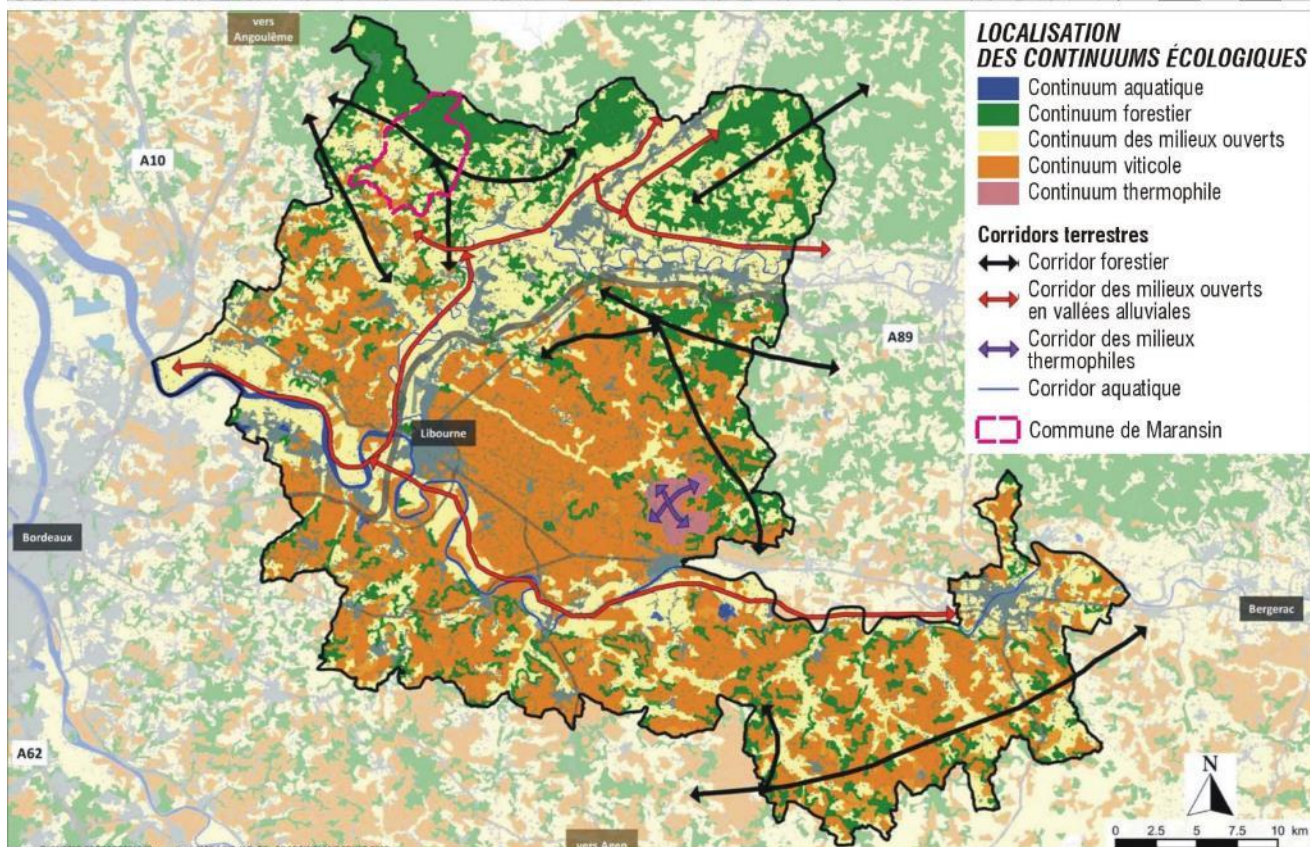 vers
Angoulême
A10
A89
Libourne
Bordeaux
Bergerac
A62
vers Agen
LOCALISATION
DES CONTINUUMS ÉCOLOGIQUES
Continuum aquatique
Continuum forestier
Continuum des milieux ouverts
Continuum viticole
Continuum thermophile
Corridors terrestres
Corridor forestier
Corridor des milieux ouverts
en vallées alluviales
Corridor des milieux
thermophiles
Corridor aquatique
Commune de Maransin
N
0 2.5 5 7.5 10 km